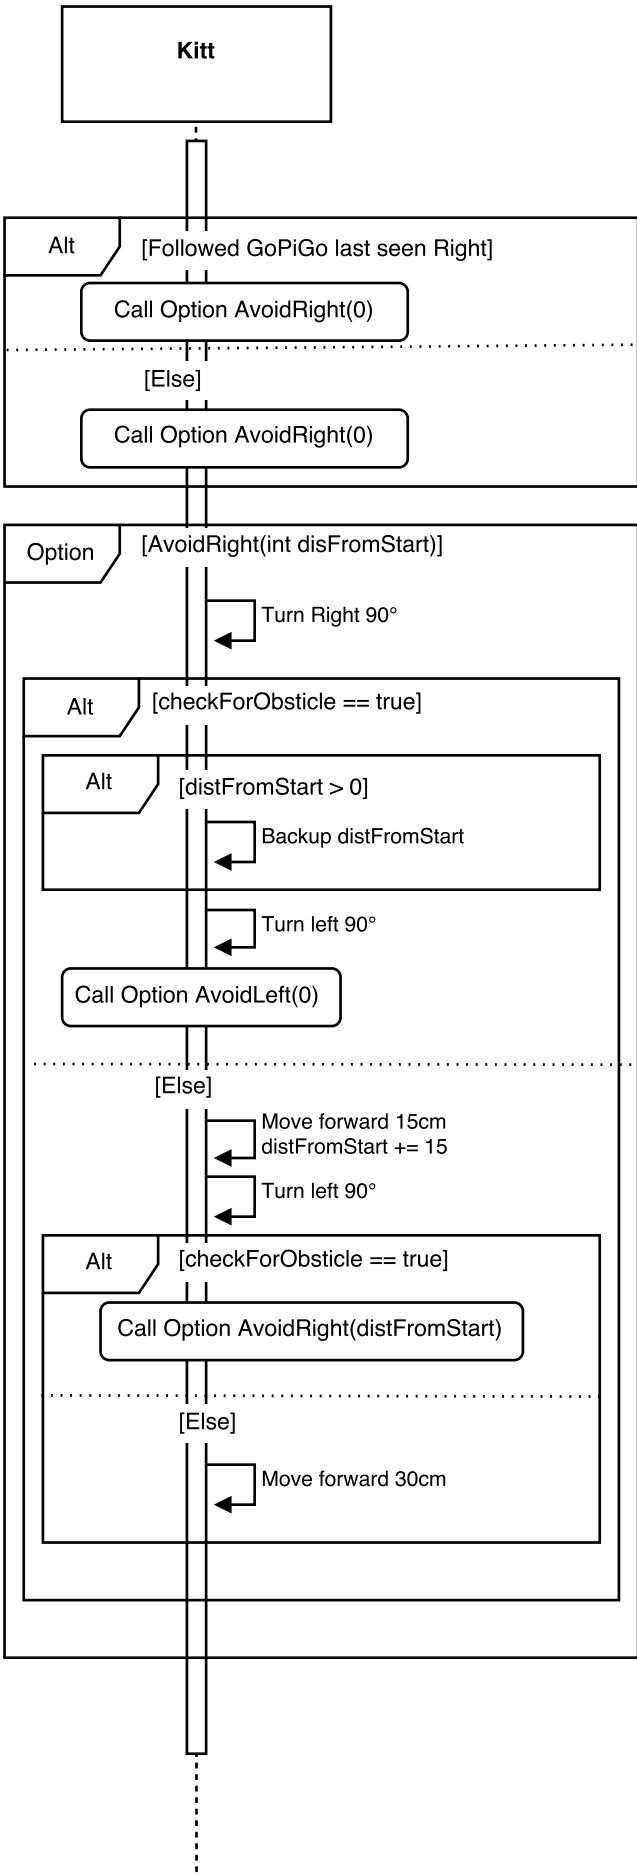 Kitt
Alt
[Followed GoPiGo last seen Right]
Call Option AvoidRight(0)
[Else]
Call Option AvoidRight(0)
Option
[AvoidRight(int disFromStart)]
Turn Right 90°
Alt
[checkForObsticle == true]
Alt
[distFromStart > 0]
Backup distFromStart
Turn left 90°
Call Option AvoidLeft(0)
[Else]
Move forward 15cm
distFromStart += 15
Turn left 90°
Alt
[checkForObsticle == true]
Call Option AvoidRight(distFromStart)
[Else]
Move forward 30cm